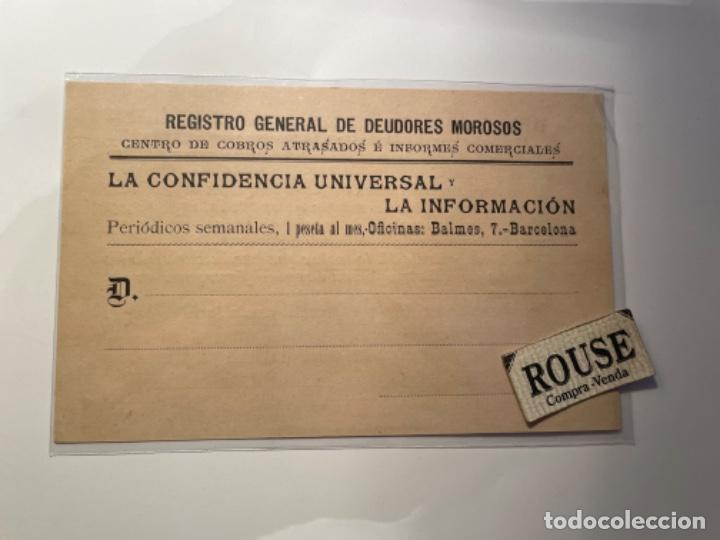 REGISTRO GENERAL DE DEUDORES MOROSOS
CENTRO DE COBROS ATRASADOS É INFORMES COMERCIALES
LA CONFIDENCIA UNIVERSAL Y
LA INFORMACIÓN
Periódicos semanales, 1 peseta al mes,-Oficinas: Balmes, 7.-Barcelona
D.
ROUSE
Compra-Venda
todocoleccion